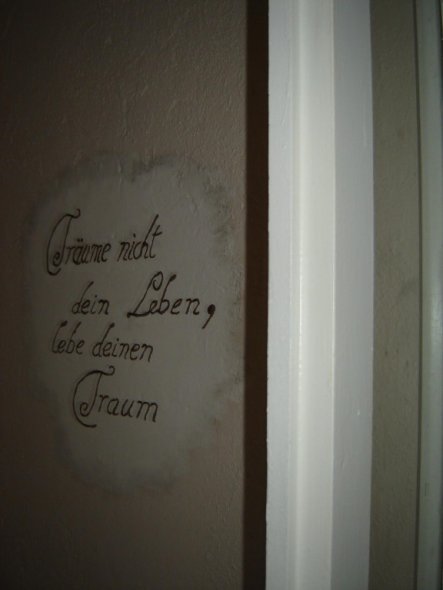 Träume nicht
dein Leben,
lebe deinen
Traum